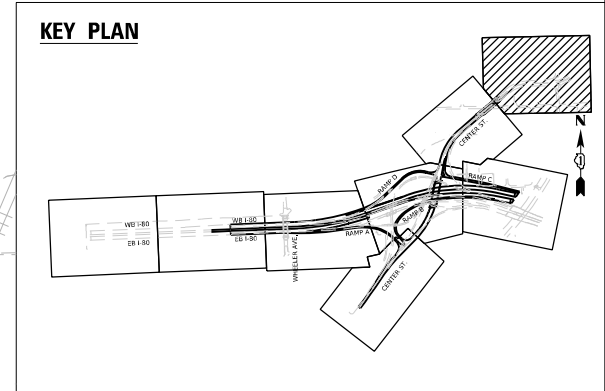 KEY PLAN
CENTER ST.
N
RAMP D
RAMP C
RAMP B
WB I-80
EB I-80
WB I-80
EB I-80
RAMP A
WHEELER AVE.
CENTER ST.